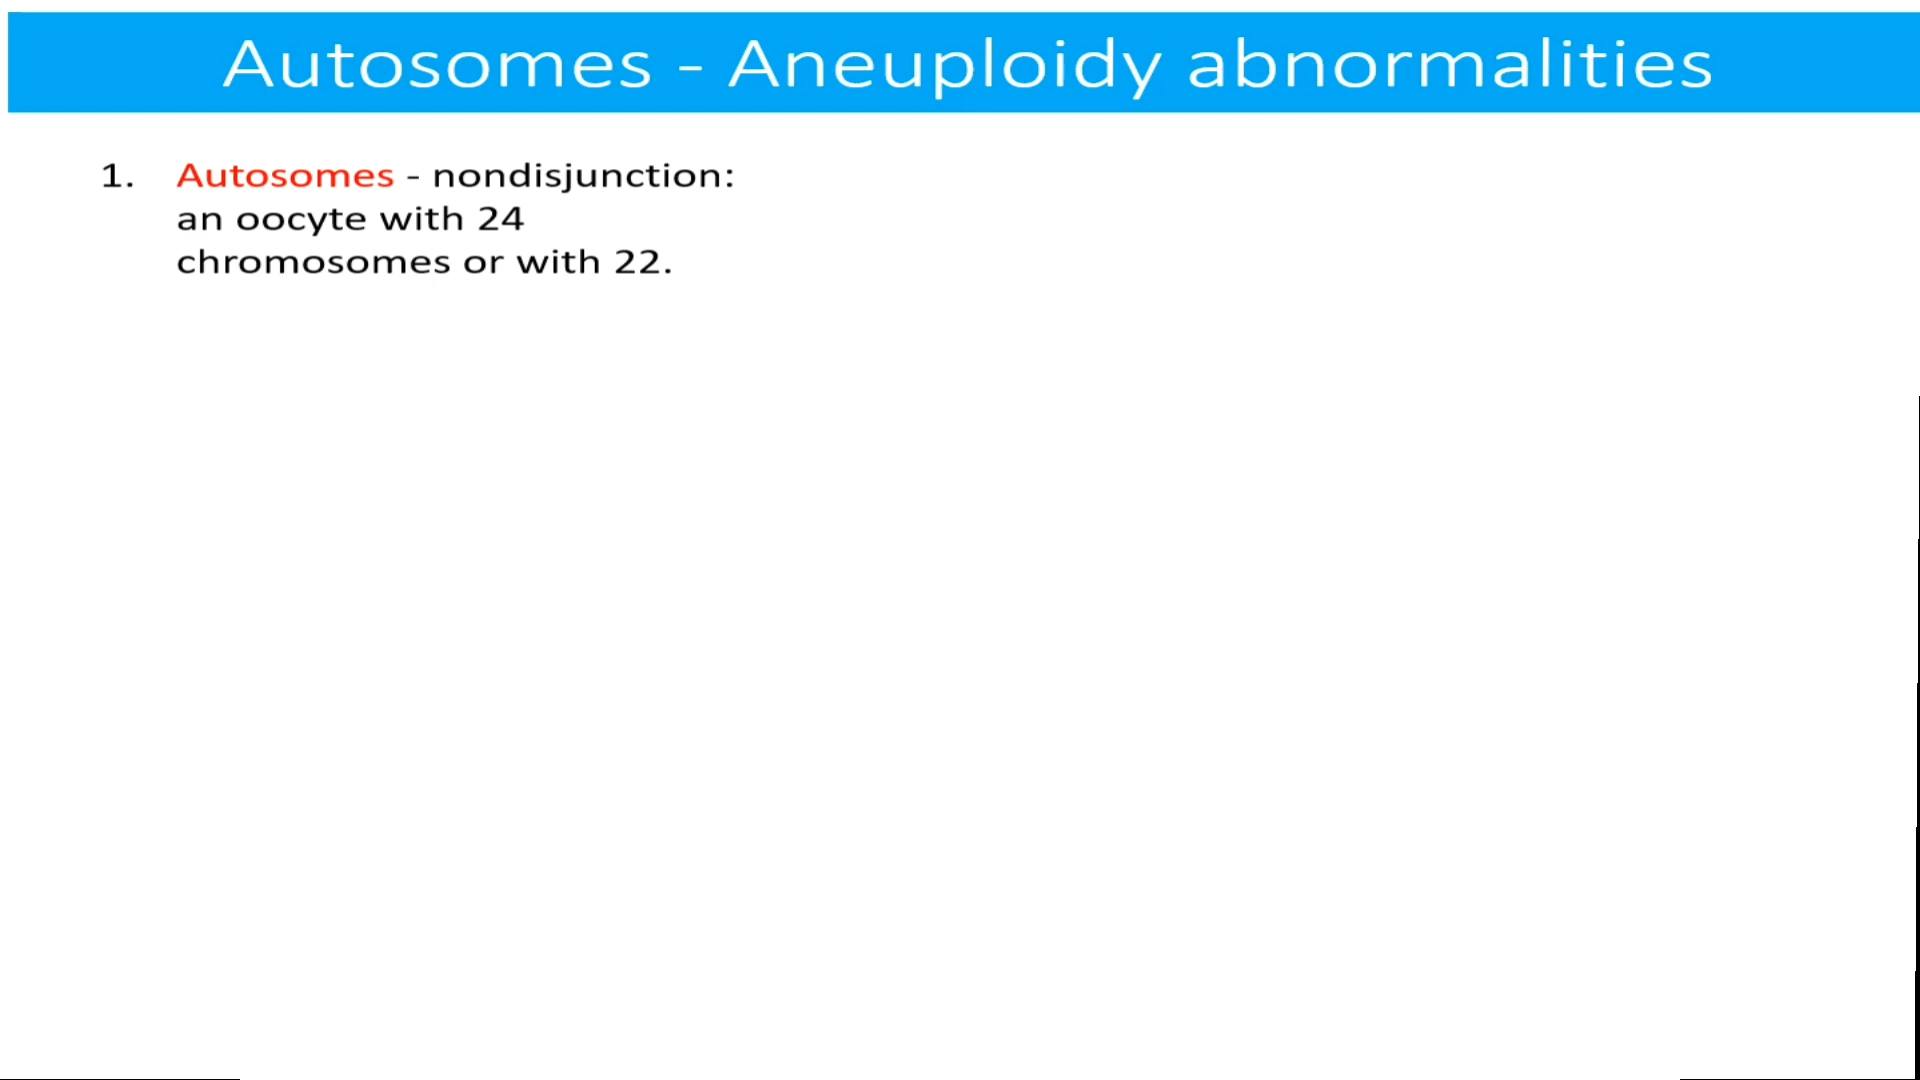 Autosomes - Aneuploidy abnormalities
1. Autosomes - nondisjunction:
an oocyte with 24
chromosomes or with 22.